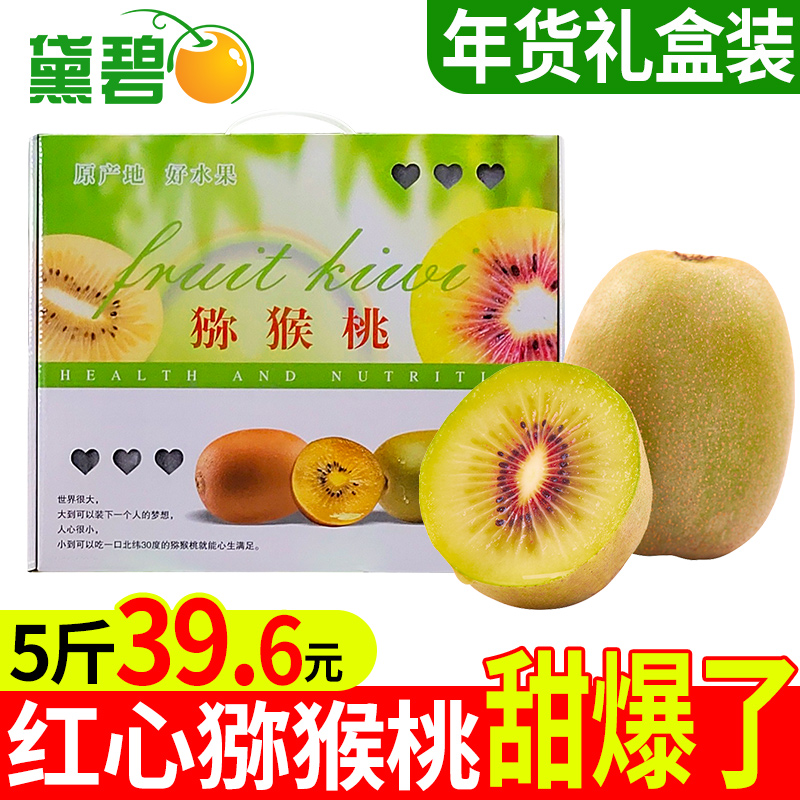 黛碧
年货礼盒装
原产地 好水果
fruit kiwi
猕猴桃
HEALTH AND NUTRITI
世界很大，
大到可以装下一个人的梦想，
人心很小，
小到可以吃一口北纬30度的猕猴桃就能心生满足。
5斤39.6元
红心猕猴桃 甜爆了